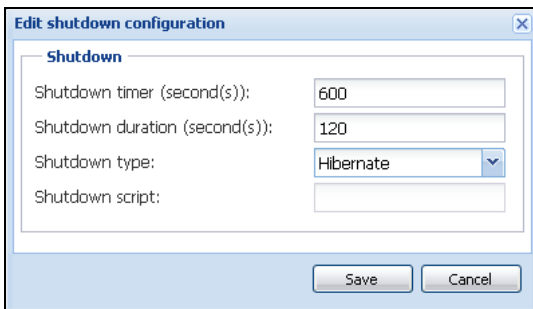 Edit shutdown configuration
Shutdown
Shutdown timer (second(s)): 600
Shutdown duration (second(s)): 120
Shutdown type: Hibernate
Shutdown script:
Save Cancel